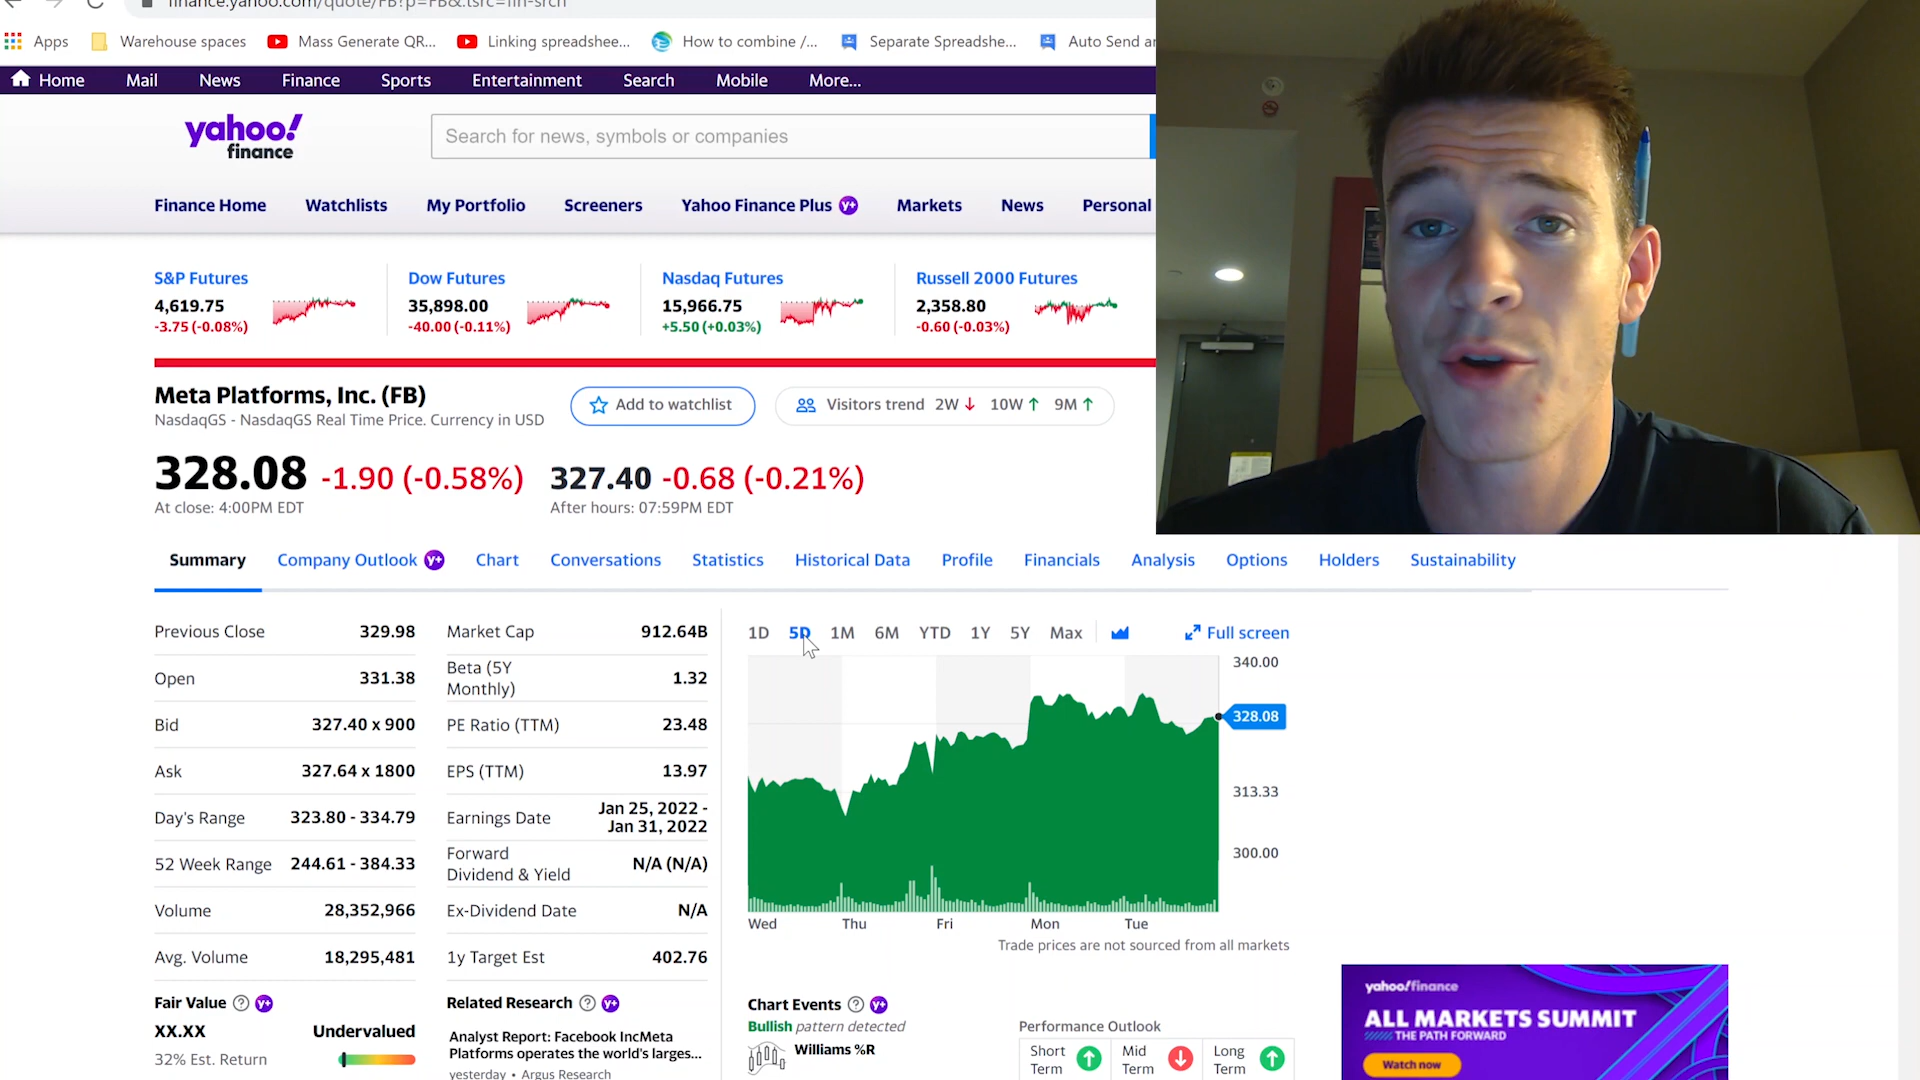 finance.yahoo.com/quote/FB?p=FB&.tsrc=fin-srch
Apps Warehouse spaces Mass Generate QR... Linking spreadshee... How to combine /... Separate Spreadshe... Auto Send an
Home Mail News Finance Sports Entertainment Search Mobile More...
yahoo!
finance
Search for news, symbols or companies
Finance Home Watchlists My Portfolio Screeners Yahoo Finance Plus y+ Markets News Personal
S&P Futures Dow Futures Nasdaq Futures Russell 2000 Futures
4,619.75 35,898.00 15,966.75 2,358.80
-3.75 (-0.08%) -40.00 (-0.11%) +5.50 (+0.03%) -0.60 (-0.03%)
Meta Platforms, Inc. (FB)
NasdaqGS - NasdaqGS Real Time Price. Currency in USD
Add to watchlist
Visitors trend 2W ↓ 10W ↑ 9M ↑
328.08 -1.90 (-0.58%) 327.40 -0.68 (-0.21%)
At close: 4:00PM EDT After hours: 07:59PM EDT
Summary Company Outlook y+ Chart Conversations Statistics Historical Data Profile Financials Analysis Options Holders Sustainability
Previous Close 329.98
Open 331.38
Bid 327.40 x 900
Ask 327.64 x 1800
Day's Range 323.80 - 334.79
52 Week Range 244.61 - 384.33
Volume 28,352,966
Avg. Volume 18,295,481
Market Cap 912.64B
Beta (5Y
Monthly) 1.32
PE Ratio (TTM) 23.48
EPS (TTM) 13.97
Earnings Date Jan 25, 2022 -
Jan 31, 2022
Forward
Dividend & Yield N/A (N/A)
Ex-Dividend Date N/A
1y Target Est 402.76
1D 5D 1M 6M YTD 1Y 5Y Max Full screen
340.00
328.08
313.33
300.00
Wed Thu Fri Mon Tue
Trade prices are not sourced from all markets
Fair Value ? y+
XX.XX Undervalued
32% Est. Return
Related Research ? y+
Analyst Report: Facebook IncMeta
Platforms operates the world's larges...
yesterday • Argus Research
Chart Events ? y+
Bullish pattern detected
Williams %R
Performance Outlook
Short
Term
Mid
Term
Long
Term
yahoo!finance
ALL MARKETS SUMMIT
THE PATH FORWARD
Watch now